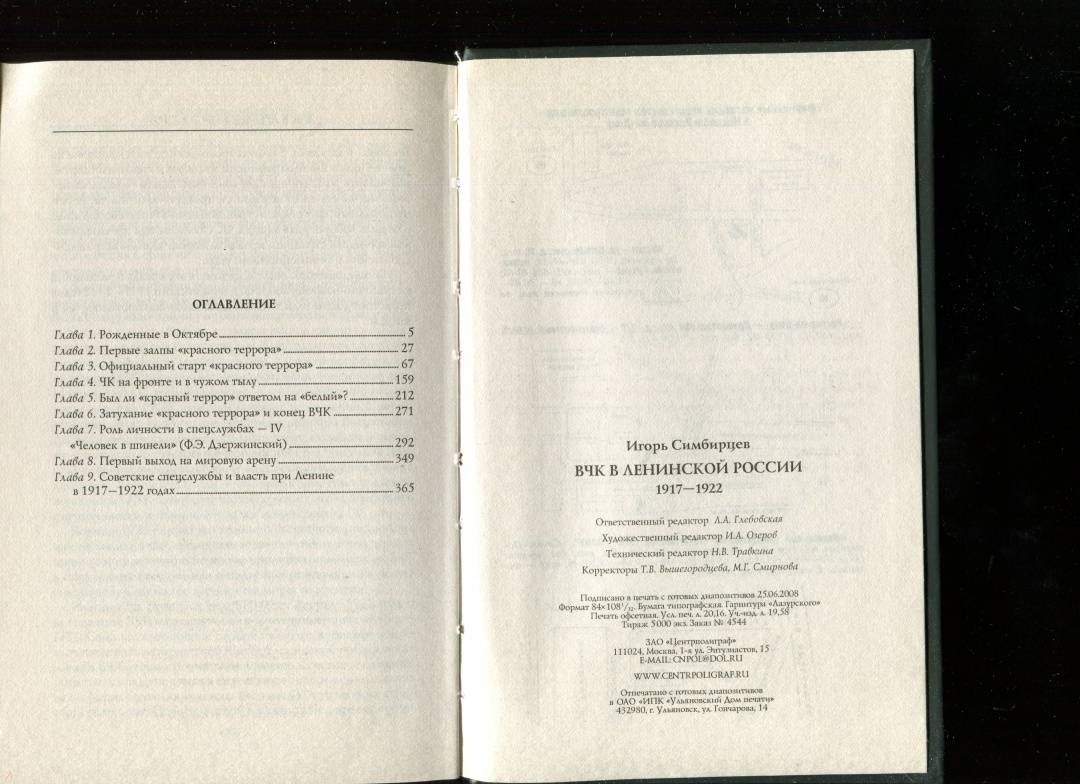 ОГЛАВЛЕНИЕ
Глава 1. Рожденные в Октябре 5
Глава 2. Первые залпы «красного террора» 27
Глава 3. Официальный старт «красного террора» 67
Глава 4. ЧК на фронте и в чужом тылу 159
Глава 5. Был ли «красный террор» ответом на «белый»? 212
Глава 6. Затухание «красного террора» и конец ВЧК 271
Глава 7. Роль личности в спецслужбах — IV
«Человек в шинели» (Ф.Э. Дзержинский) 292
Глава 8. Первый выход на мировую арену 349
Глава 9. Советские спецслужбы и власть при Ленине
в 1917—1922 годах 365
Игорь Симбирцев
ВЧК В ЛЕНИНСКОЙ РОССИИ
1917—1922
Ответственный редактор Л.А. Глебовская
Художественный редактор И.А. Озеров
Технический редактор Н.В. Травкина
Корректоры Т.В. Вышегородцева, М.Г. Смирнова
Подписано в печать с готовых диапозитивов 25.06.2008
Формат 84×108 1/32. Бумага типографская. Гарнитура «Лазурского»
Печать офсетная. Усл. печ. л. 20,16. Уч.-изд. л. 19,58
Тираж 5000 экз. Заказ № 4544
ЗАО «Центрполиграф»
111024, Москва, 1-я ул. Энтузиастов, 15
E-MAIL: CNPOL@DOL.RU
WWW.CENTRPOLIGRAF.RU
Отпечатано с готовых диапозитивов
в ОАО «ИПК «Ульяновский Дом печати»
432980, г. Ульяновск, ул. Гончарова, 14